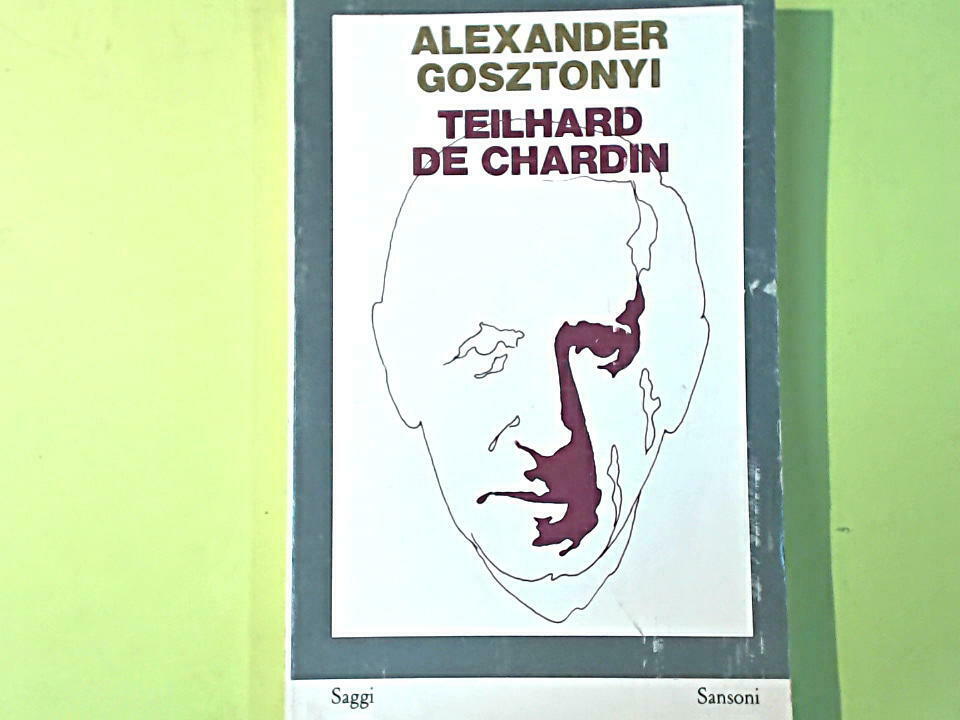 ALEXANDER
GOSZTONYI
TEILHARD
DE CHARDIN
Saggi Sansoni